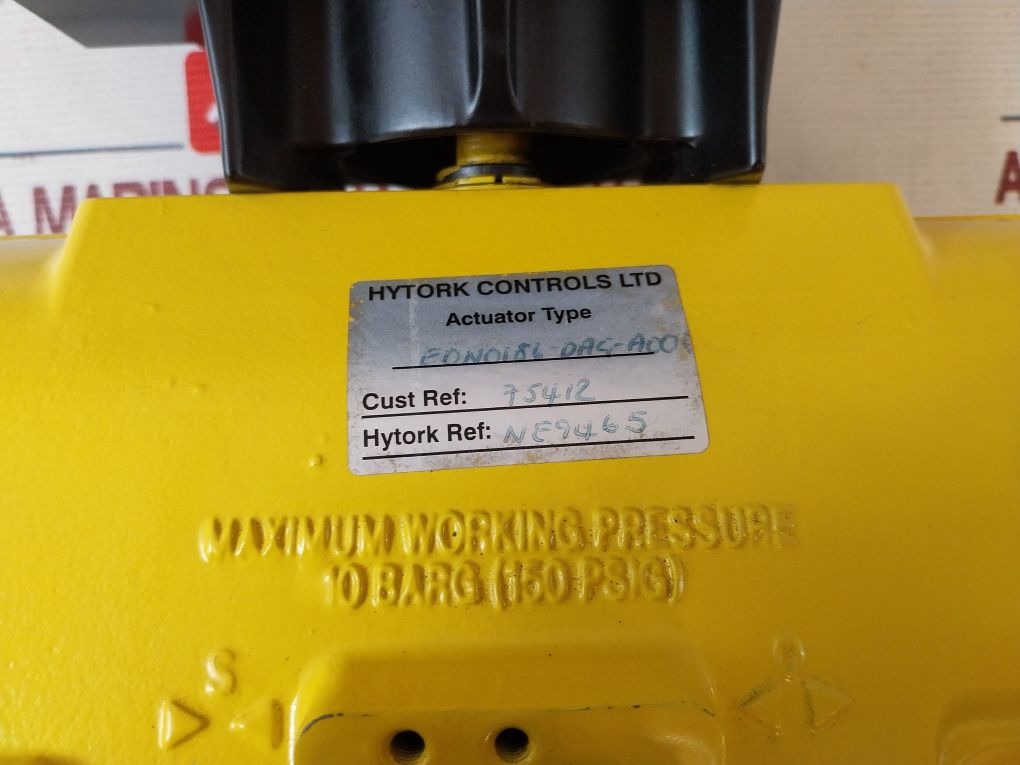 A MARINE
A
HYTORK CONTROLS LTD
Actuator Type
EDN0186-DAG-A00
Cust Ref: 75412
Hytork Ref: NE9465
MAXIMUM WORKING PRESSURE
10 BARG (150 PSIG)
S